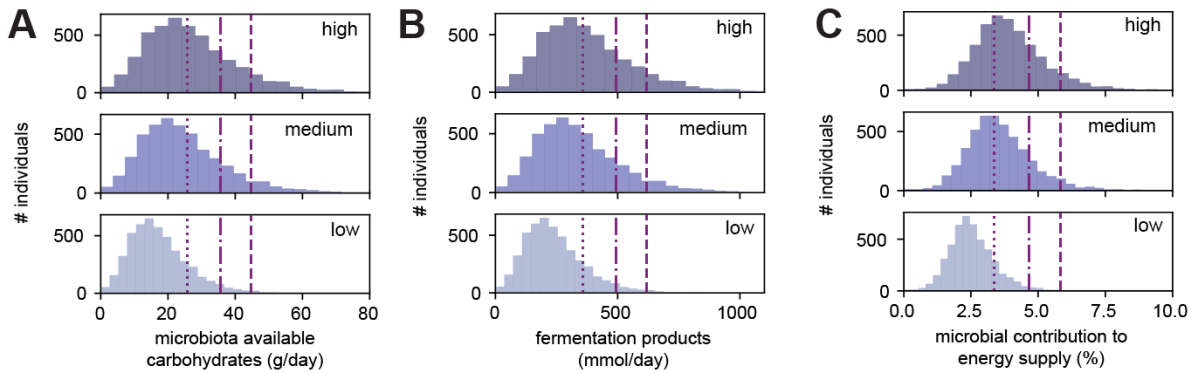 A
# individuals
500
0
high
500
0
medium
500
0
low
0
20
40
60
80
microbiota available
carbohydrates (g/day)
B
# individuals
500
0
high
500
0
medium
500
0
low
0
500
1000
fermentation products
(mmol/day)
C
# individuals
500
0
high
500
0
medium
500
0
low
0.0
2.5
5.0
7.5
10.0
microbial contribution to
energy supply (%)